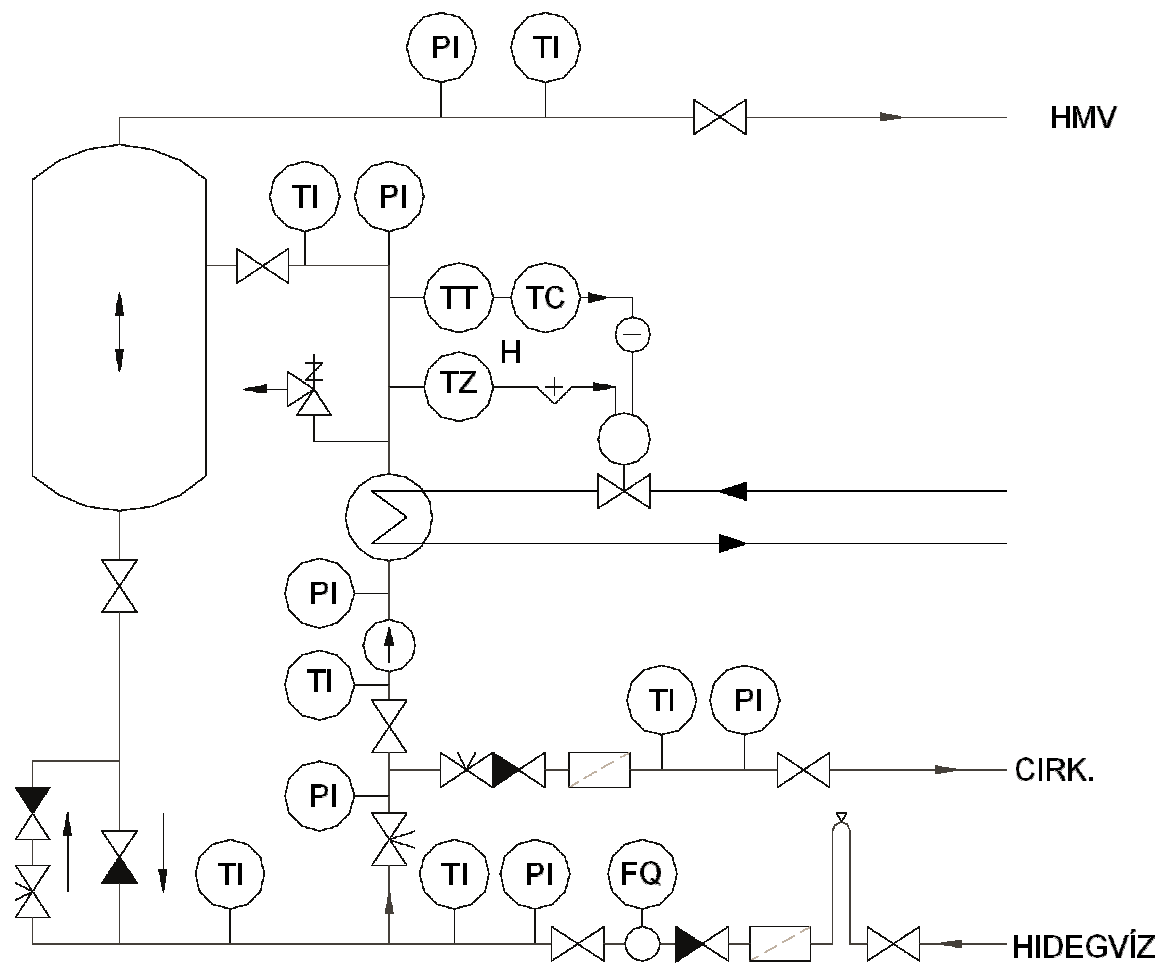 PI TI
HMV
TI PI
TT TC
H
TZ
PI
TI
TI PI
CIRK.
PI
TI TI PI FQ
HIDEGVÍZ